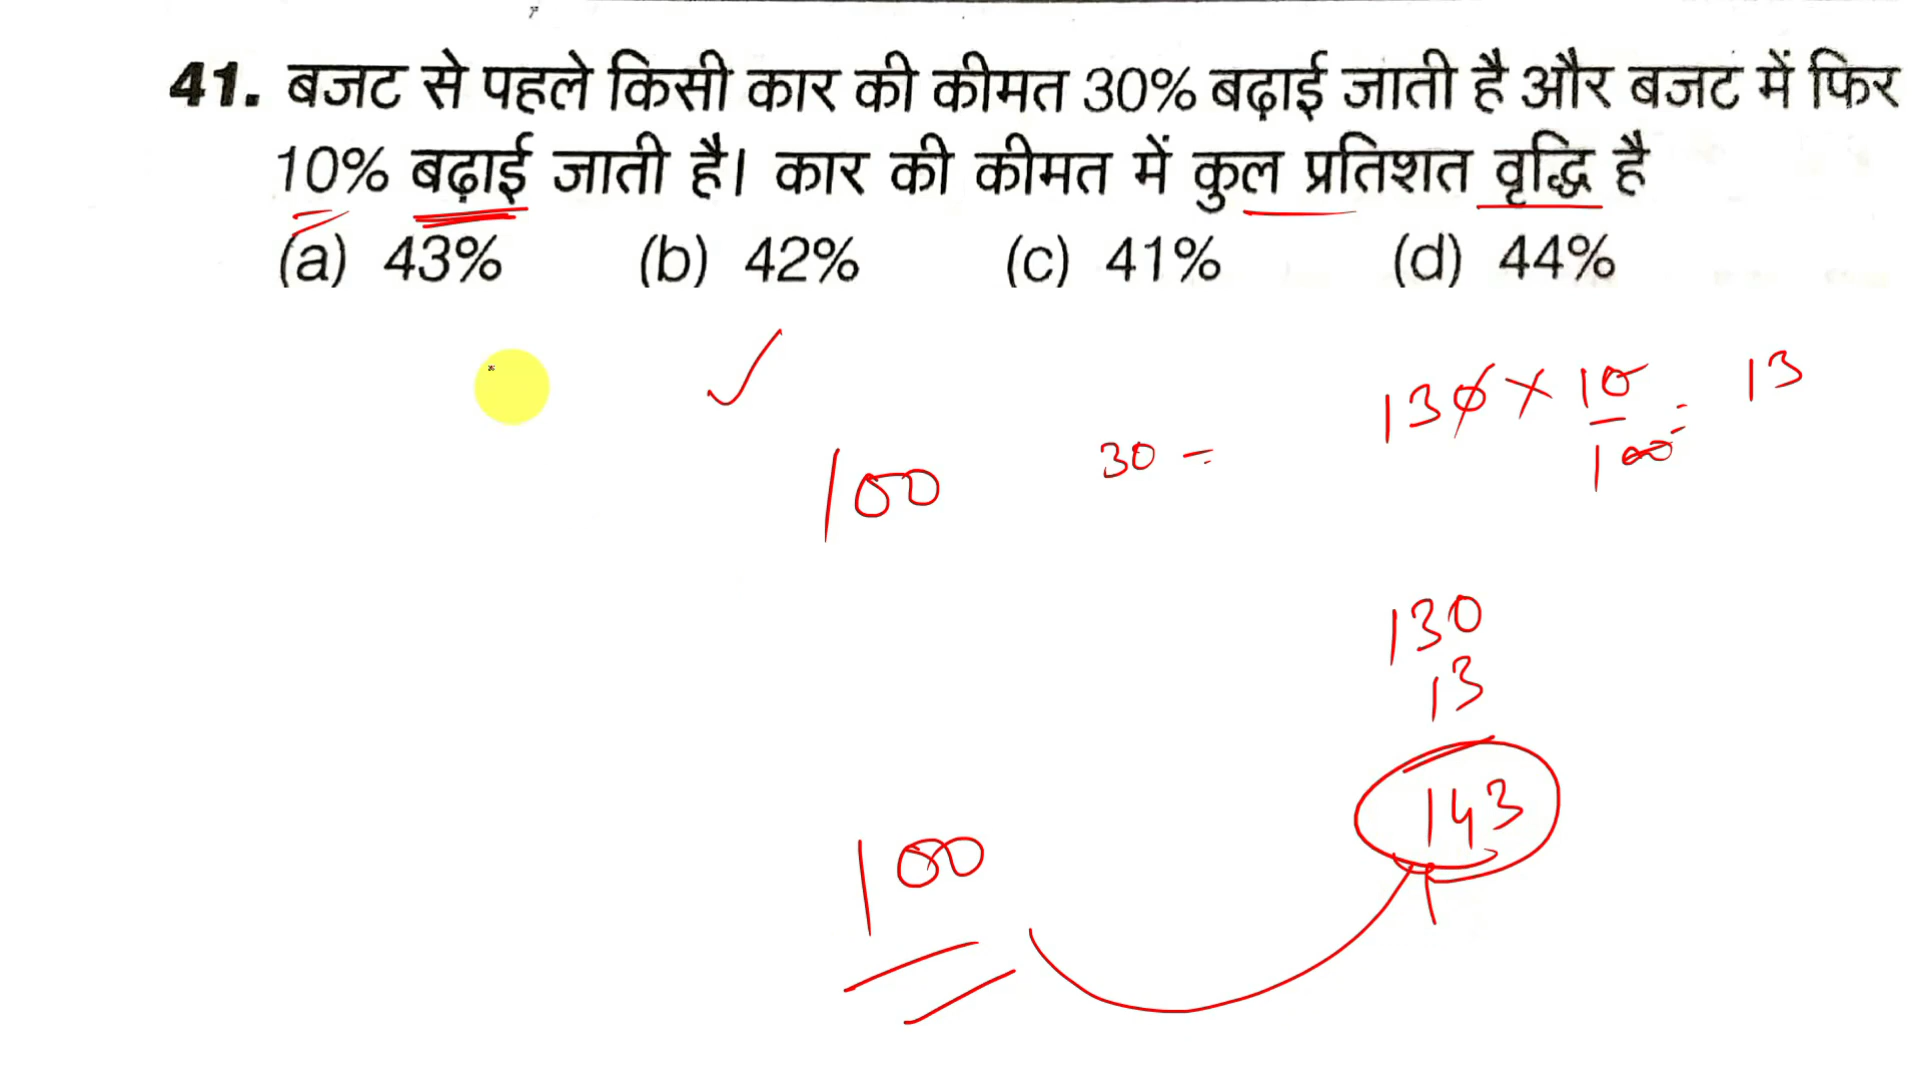 41. बजट से पहले किसी कार की कीमत 30% बढ़ाई जाती है और बजट में फिर
10% बढ़ाई जाती है। कार की कीमत में कुल प्रतिशत वृद्धि है
(a) 43% (b) 42% (c) 41% (d) 44%
130 × 10/100 = 13
100 30 =
130
13
143
100